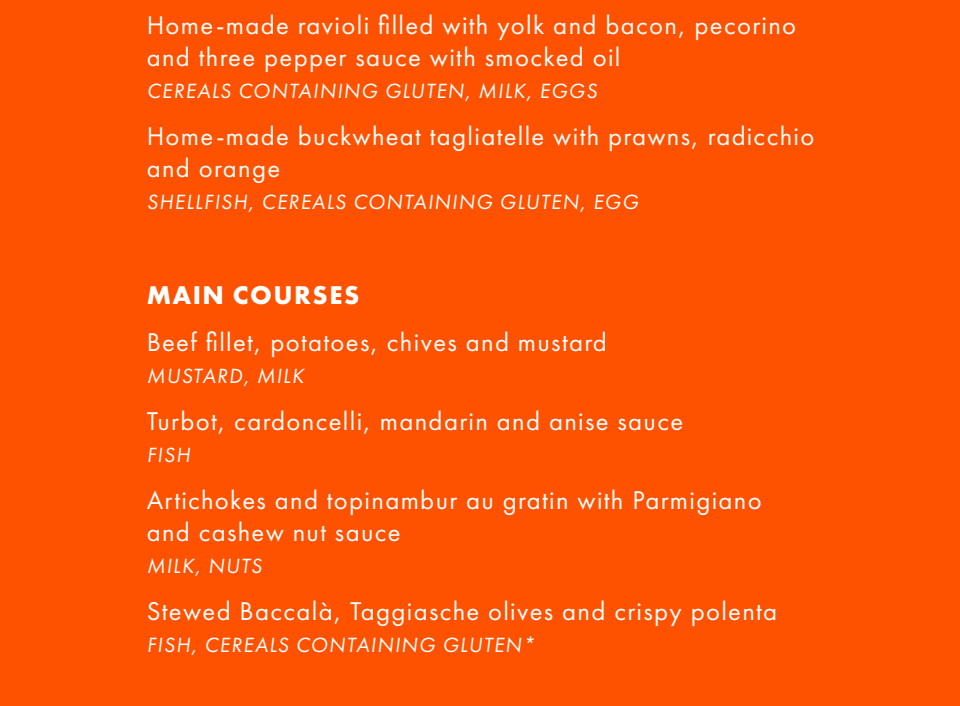 Home-made ravioli filled with yolk and bacon, pecorino
and three pepper sauce with smocked oil
CEREALS CONTAINING GLUTEN, MILK, EGGS
Home-made buckwheat tagliatelle with prawns, radicchio
and orange
SHELLFISH, CEREALS CONTAINING GLUTEN, EGG
MAIN COURSES
Beef fillet, potatoes, chives and mustard
MUSTARD, MILK
Turbot, cardoncelli, mandarin and anise sauce
FISH
Artichokes and topinambur au gratin with Parmigiano
and cashew nut sauce
MILK, NUTS
Stewed Baccalà, Taggiasche olives and crispy polenta
FISH, CEREALS CONTAINING GLUTEN*